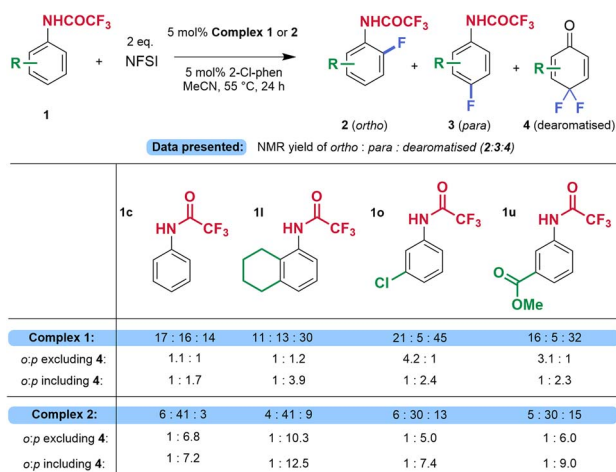 NHCOCF₃
R
1
+
2 eq.
NFSI
5 mol% Complex 1 or 2
5 mol% 2-Cl-phen
MeCN, 55 °C, 24 h
NHCOCF₃
F
R
2 (ortho)
+
NHCOCF₃
R
F
3 (para)
+
O
R
F F
4 (dearomatised)
Data presented: NMR yield of ortho : para : dearomatised (2:3:4)
1c
O
HN CF₃
1l
O
HN CF₃
1o
O
HN CF₃
Cl
1u
O
HN CF₃
O
OMe
Complex 1: 17 : 16 : 14 11 : 13 : 30 21 : 5 : 45 16 : 5 : 32
o:p excluding 4: 1.1 : 1 1 : 1.2 4.2 : 1 3.1 : 1
o:p including 4: 1 : 1.7 1 : 3.9 1 : 2.4 1 : 2.3
Complex 2: 6 : 41 : 3 4 : 41 : 9 6 : 30 : 13 5 : 30 : 15
o:p excluding 4: 1 : 6.8 1 : 10.3 1 : 5.0 1 : 6.0
o:p including 4: 1 : 7.2 1 : 12.5 1 : 7.4 1 : 9.0